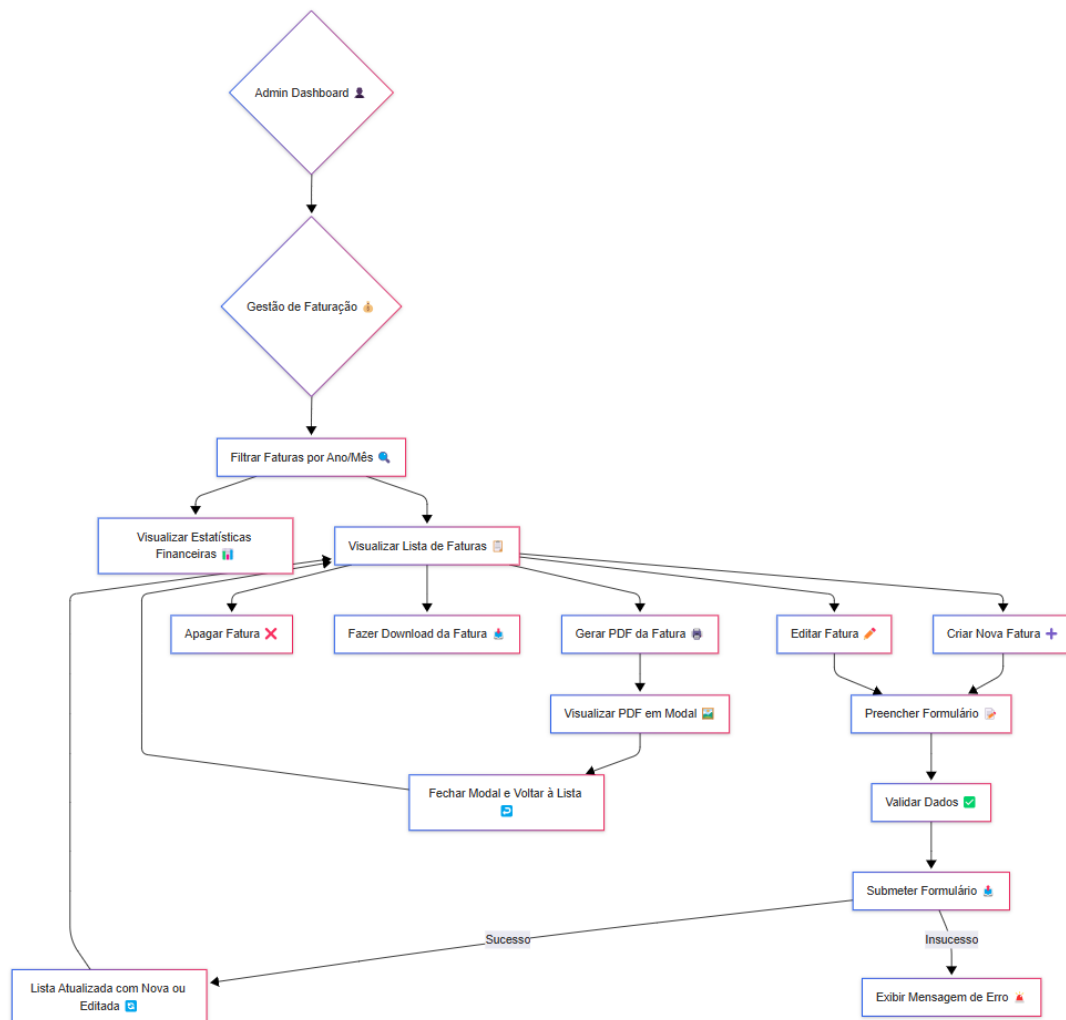 Admin Dashboard 👤
Gestão de Faturação 💰
Filtrar Faturas por Ano/Mês 🔍
Visualizar Estatísticas
Financeiras 📊
Visualizar Lista de Faturas 📋
Apagar Fatura ❌
Fazer Download da Fatura 📥
Gerar PDF da Fatura 🖨️
Editar Fatura ✏️
Criar Nova Fatura ➕
Visualizar PDF em Modal 🖼️
Preencher Formulário 📝
Fechar Modal e Voltar à Lista
↩️
Validar Dados ✅
Submeter Formulário 📥
Sucesso
Insucesso
Lista Atualizada com Nova ou
Editada 🔄
Exibir Mensagem de Erro 🚨